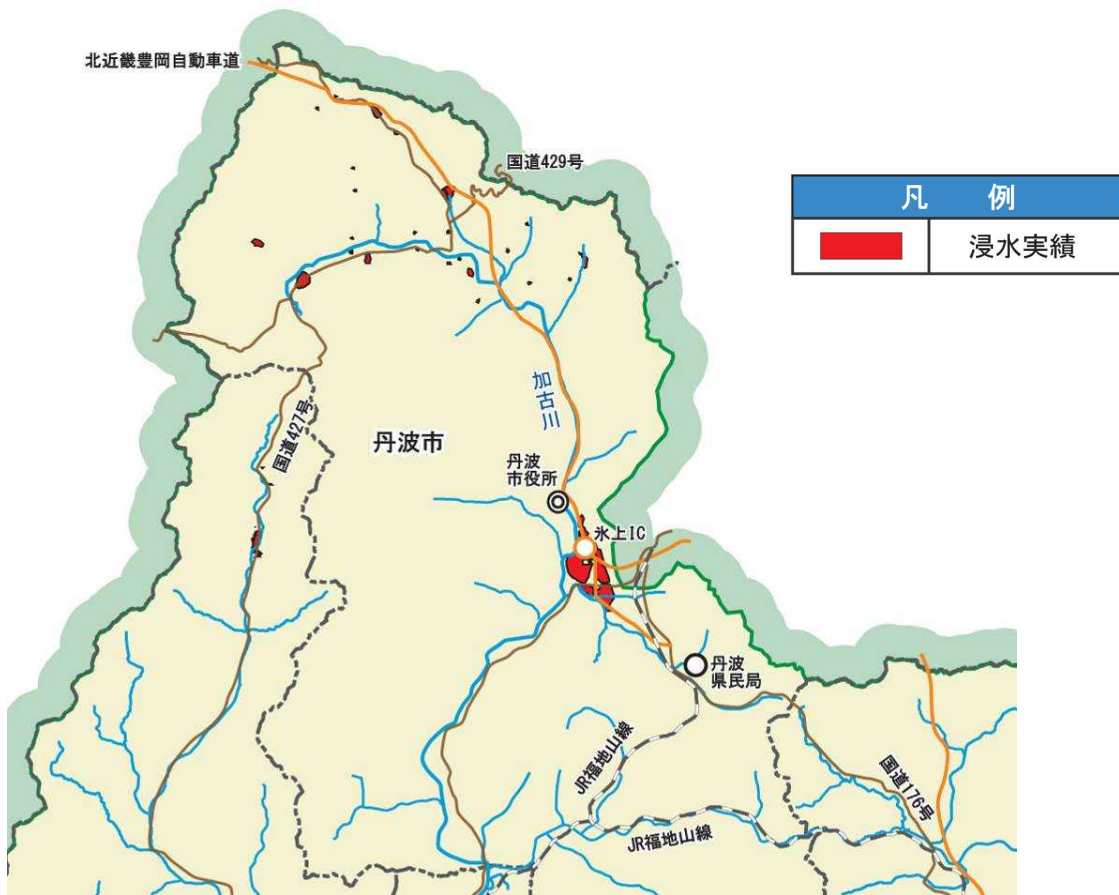 北近畿豊岡自動車道
国道429号
凡 例
浸水実績
加古川
国道427号
丹波市
丹波
市役所
氷上IC
丹波
県民局
JR福地山線
国道176号
JR福地山線